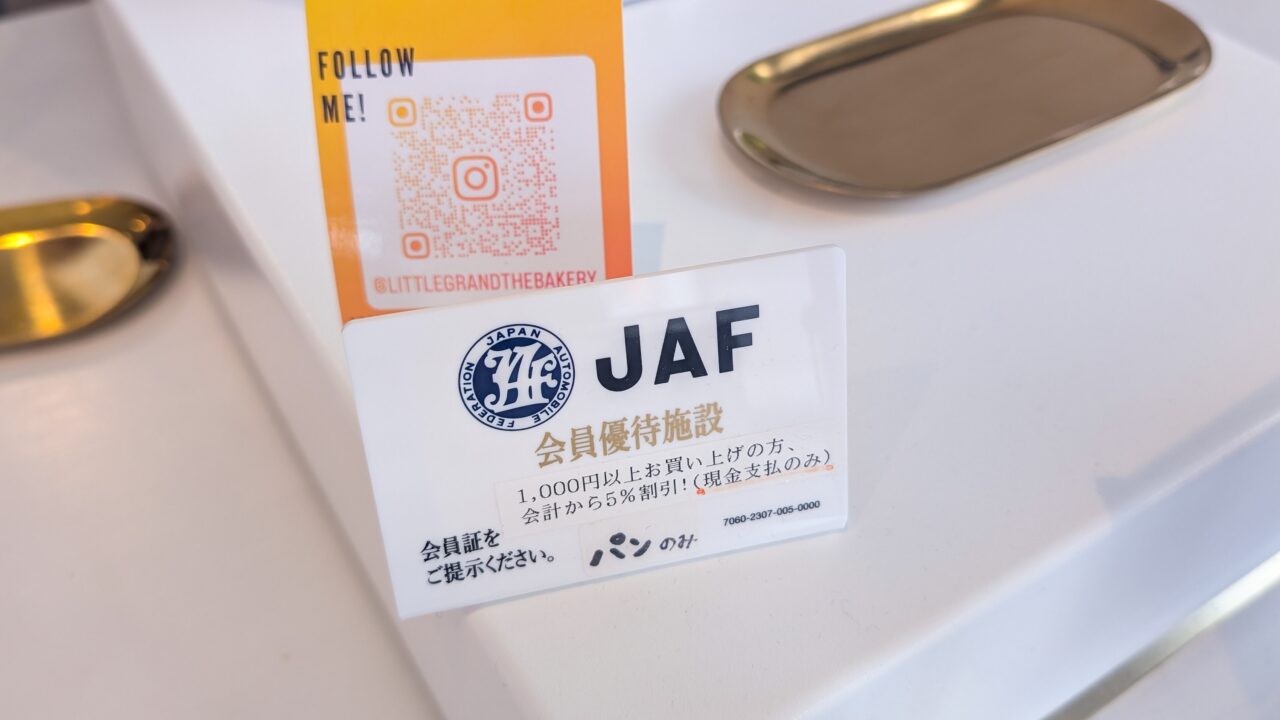 FOLLOW
ME!
@LITTLEGRANDTHEBAKERY
JAPAN AUTOMOBILE FEDERATION
JAF
JAF
会員優待施設
1,000円以上お買い上げの方、
会計から5%割引!(現金支払のみ)
7060-2307-005-0000
会員証を
ご提示ください。
パンのみ